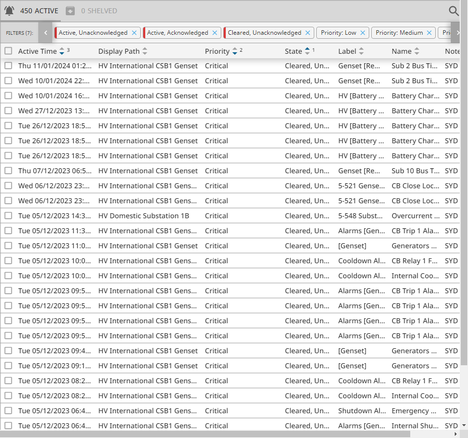 450 ACTIVE 0 SHELVED
FILTERS (7): Active, Unacknowledged × Active, Acknowledged × Cleared, Unacknowledged × Priority: Low × Priority: Medium × Pri
Active Time 3 Display Path Priority 2 State 1 Label Name Note
Thu 11/01/2024 01:2... HV International CSB1 Genset Critical Cleared, Un... Genset [Re... Sub 2 Bus Ti... SYD
Wed 10/01/2024 22:... HV International CSB1 Genset Critical Cleared, Un... Genset [Re... Sub 2 Bus Ti... SYD
Wed 10/01/2024 16:... HV International CSB1 Genset Critical Cleared, Un... HV [Battery ... Battery Char... SYD
Wed 27/12/2023 13:... HV International CSB1 Genset Critical Cleared, Un... HV [Battery ... Battery Char... SYD
Tue 26/12/2023 18:5... HV International CSB1 Genset Critical Cleared, Un... HV [Battery ... Battery Char... SYD
Tue 26/12/2023 18:5... HV International CSB1 Genset Critical Cleared, Un... HV [Battery ... Battery Char... SYD
Tue 26/12/2023 18:5... HV International CSB1 Genset Critical Cleared, Un... HV [Battery ... Battery Char... SYD
Thu 07/12/2023 06:5... HV International CSB1 Genset Critical Cleared, Un... Genset [Re... Sub 10 Bus T... SYD
Wed 06/12/2023 23:... HV International CSB1 Gens... Critical Cleared, Un... 5-521 Gense... CB Close Loc... SYD
Wed 06/12/2023 23:... HV International CSB1 Gens... Critical Cleared, Un... 5-521 Gense... CB Close Loc... SYD
Tue 05/12/2023 14:3... HV Domestic Substation 1B Critical Cleared, Un... 5-548 Subst... Overcurrent ... SYD
Tue 05/12/2023 11:3... HV International CSB1 Gens... Critical Cleared, Un... Alarms [Gen... CB Trip 1 Ala... SYD
Tue 05/12/2023 11:0... HV International CSB1 Genset Critical Cleared, Un... [Genset] Generators ... SYD
Tue 05/12/2023 10:0... HV International CSB1 Gens... Critical Cleared, Un... Cooldown Al... CB Relay 1 F... SYD
Tue 05/12/2023 10:0... HV International CSB1 Gens... Critical Cleared, Un... Cooldown Al... Internal Coo... SYD
Tue 05/12/2023 09:5... HV International CSB1 Gens... Critical Cleared, Un... Alarms [Gen... CB Trip 1 Ala... SYD
Tue 05/12/2023 09:5... HV International CSB1 Gens... Critical Cleared, Un... Alarms [Gen... CB Trip 1 Ala... SYD
Tue 05/12/2023 09:5... HV International CSB1 Gens... Critical Cleared, Un... Alarms [Gen... CB Trip 1 Ala... SYD
Tue 05/12/2023 09:5... HV International CSB1 Gens... Critical Cleared, Un... Alarms [Gen... CB Trip 1 Ala... SYD
Tue 05/12/2023 09:4... HV International CSB1 Genset Critical Cleared, Un... [Genset] Generators ... SYD
Tue 05/12/2023 09:1... HV International CSB1 Genset Critical Cleared, Un... [Genset] Generators ... SYD
Tue 05/12/2023 08:2... HV International CSB1 Gens... Critical Cleared, Un... Cooldown Al... CB Relay 1 F... SYD
Tue 05/12/2023 08:2... HV International CSB1 Gens... Critical Cleared, Un... Cooldown Al... Internal Coo... SYD
Tue 05/12/2023 06:4... HV International CSB1 Gens... Critical Cleared, Un... Shutdown Al... Emergency ... SYD
Tue 05/12/2023 06:4... HV International CSB1 Gens... Critical Cleared, Un... Alarms [Gen... Internal Shu... SYD